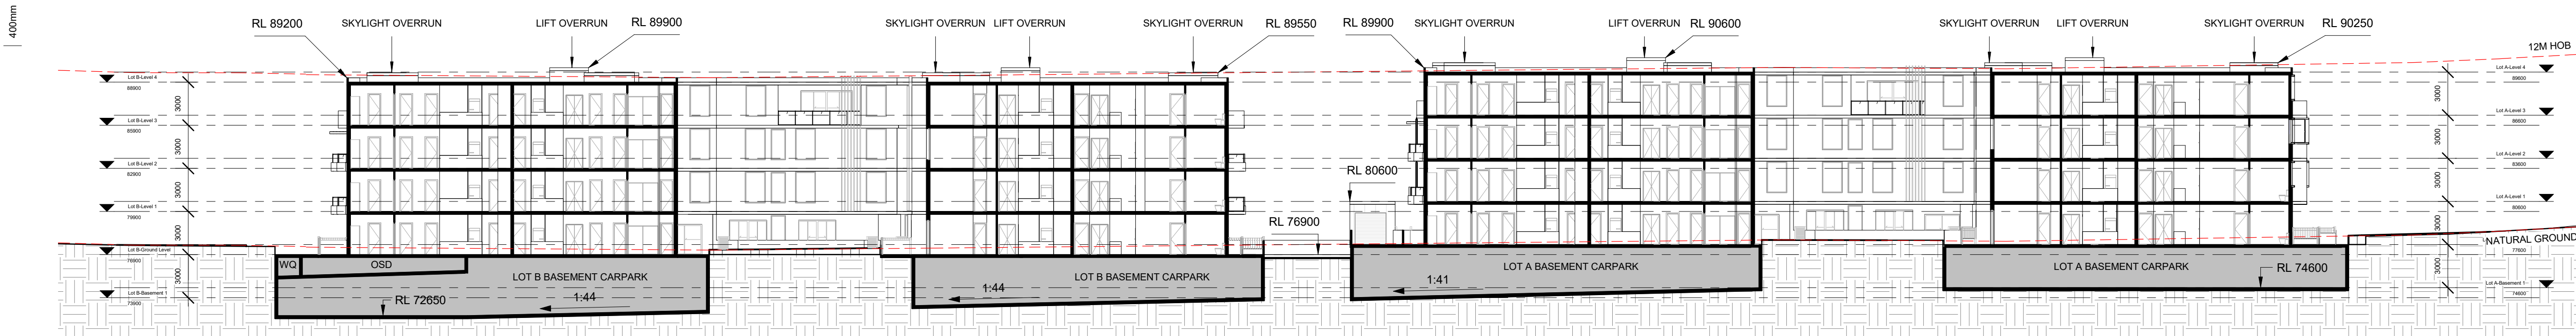 400mm
RL 89200
SKYLIGHT OVERRUN
LIFT OVERRUN
RL 89900
SKYLIGHT OVERRUN
LIFT OVERRUN
SKYLIGHT OVERRUN
RL 89550
RL 89900
SKYLIGHT OVERRUN
LIFT OVERRUN
RL 90600
SKYLIGHT OVERRUN
LIFT OVERRUN
SKYLIGHT OVERRUN
RL 90250
12M HOB
Lot B-Level 4
88900
3000
Lot B-Level 3
85900
3000
Lot B-Level 2
82900
3000
Lot B-Level 1
79900
3000
Lot B-Ground Level
76900
3000
Lot B-Basement 1
73900
Lot A-Level 4
89600
3000
Lot A-Level 3
86600
3000
Lot A-Level 2
83600
3000
Lot A-Level 1
80600
3000
77600
3000
Lot A-Basement 1
74600
RL 80600
RL 76900
NATURAL GROUND
WQ
OSD
LOT B BASEMENT CARPARK
RL 72650
1:44
LOT B BASEMENT CARPARK
1:44
LOT A BASEMENT CARPARK
1:41
LOT A BASEMENT CARPARK
RL 74600